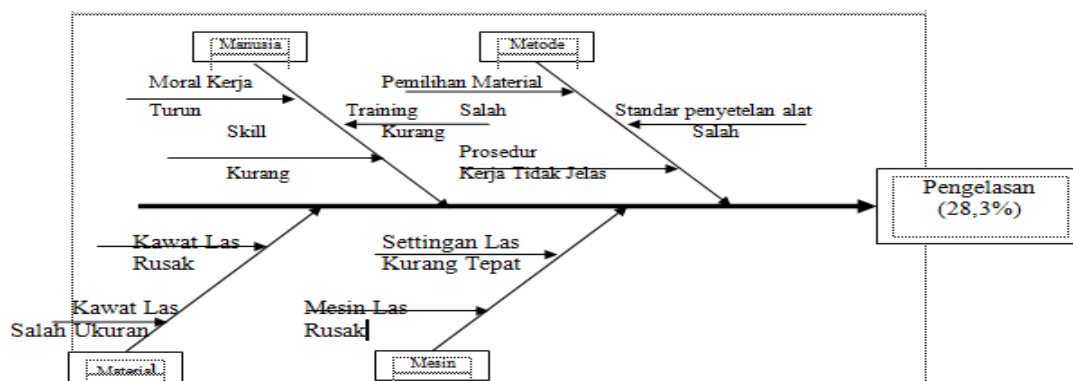 Manusia
Metode
Moral Kerja
Turun
Pemilihan Material
Salah
Training
Kurang
Standar penyetelan alat
Salah
Skill
Kurang
Prosedur
Kerja Tidak Jelas
Pengelasan
(28,3%)
Kawat Las
Rusak
Settingan Las
Kurang Tepat
Kawat Las
Salah Ukuran
Mesin Las
Rusak
Material
Mesin